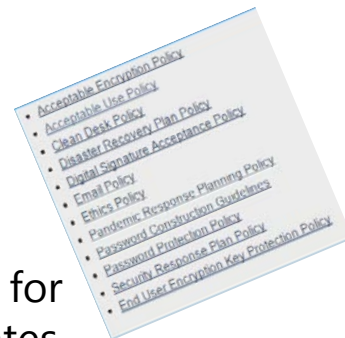 • Acceptable Encryption Policy
• Acceptable Use Policy
• Clean Desk Policy
• Disaster Recovery Plan Policy
• Digital Signature Acceptance Policy
• Email Policy
• Ethics Policy
• Pandemic Response Planning Policy
• Password Construction Guidelines
• Password Protection Policy
• Security Response Plan Policy
• End User Encryption Key Protection Policy
for